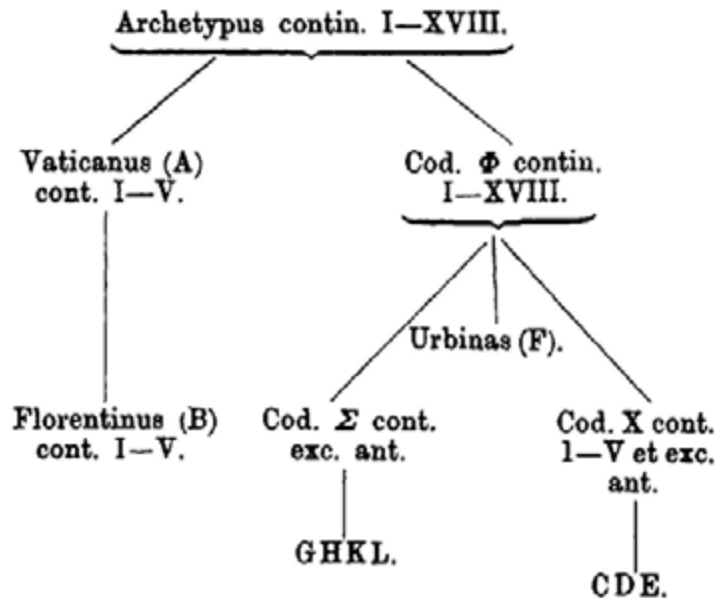 Archetypus contin. I—XVIII.
Vaticanus (A)
cont. I—V.
Cod. Φ contin.
I—XVIII.
Urbinas (F).
Florentinus (B)
cont. I—V.
Cod. Σ cont.
exc. ant.
Cod. X cont.
1—V et exc.
ant.
GHKL.
CDE.